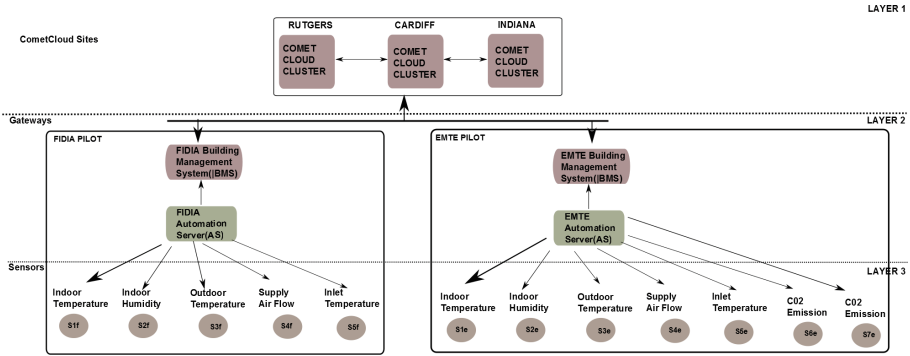 LAYER 1
RUTGERS CARDIFF INDIANA
CometCloud Sites
COMET CLOUD CLUSTER
COMET CLOUD CLUSTER
COMET CLOUD CLUSTER
Gateways
LAYER 2
FIDIA PILOT
FIDIA Building
Management
System(|BMS)
FIDIA
Automation
Server(AS)
EMTE PILOT
EMTE Building
Management
System(|BMS)
EMTE
Automation
Server(AS)
Sensors
LAYER 3
Indoor
Temperature
Indoor
Humidity
Outdoor
Temperature
Supply
Air Flow
Inlet
Temperature
S1f
S2f
S3f
S4f
S5f
Indoor
Temperature
Indoor
Humidity
Outdoor
Temperature
Supply
Air Flow
Inlet
Temperature
C02
Emission
C02
Emission
S1e
S2e
S3e
S4e
S5e
S6e
S7e